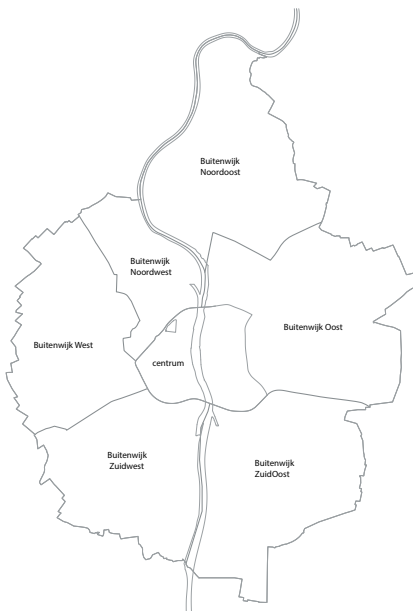 Buitenwijk
Noordoost
Buitenwijk
Noordwest
Buitenwijk Oost
Buitenwijk West
centrum
Buitenwijk
Zuidwest
Buitenwijk
ZuidOost